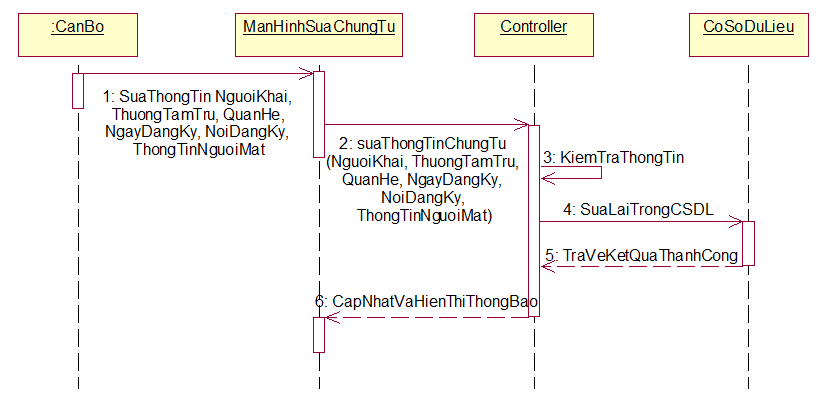 :CanBo
ManHinhSuaChungTu
Controller
CoSoDuLieu
1: SuaThongTin NguoiKhai,
ThuongTamTru, QuanHe,
NgayDangKy, NoiDangKy,
ThongTinNguoiMat
2: suaThongTinChungTu
(NguoiKhai, ThuongTamTru,
QuanHe, NgayDangKy,
NoiDangKy,
ThongTinNguoiMat)
3: KiemTraThongTin
4: SuaLaiTrongCSDL
5: TraVeKetQuaThanhCong
6: CapNhatVaHienThiThongBao